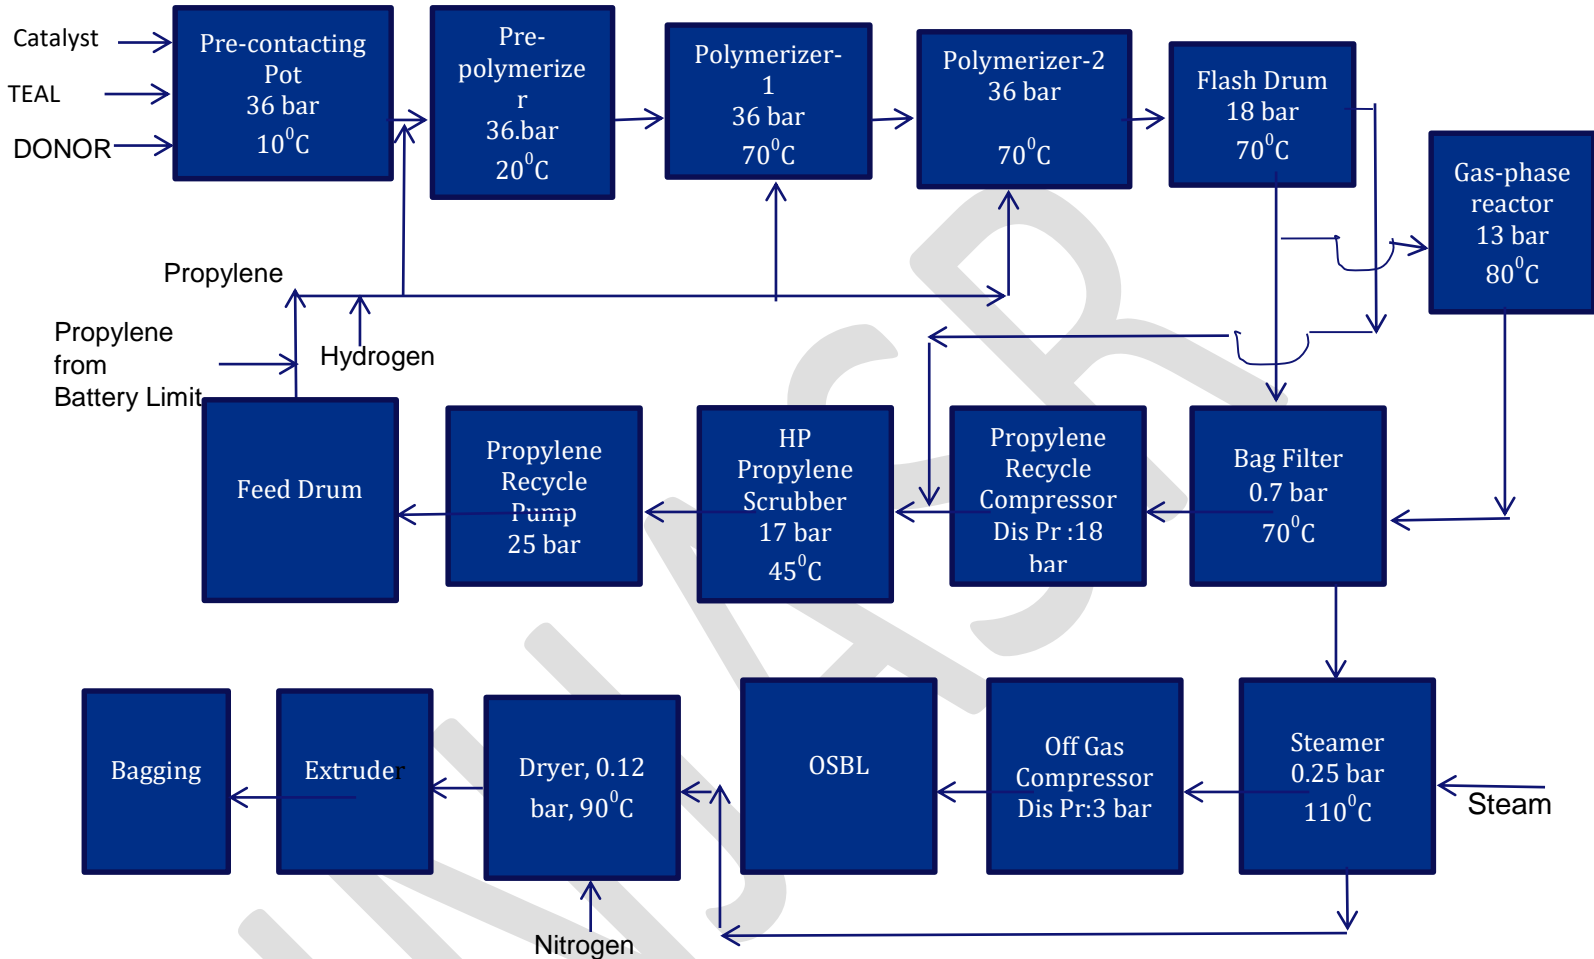 Catalyst
TEAL
DONOR
Pre-contacting
Pot
36 bar
10⁰C
Pre-
polymerize
r
36.bar
20⁰C
Polymerizer-
1
36 bar
70⁰C
Polymerizer-2
36 bar
70⁰C
Flash Drum
18 bar
70⁰C
Gas-phase
reactor
13 bar
80⁰C
Propylene
Propylene
from
Battery Limit
Hydrogen
Feed Drum
Propylene
Recycle
Pump
25 bar
HP
Propylene
Scrubber
17 bar
45⁰C
Propylene
Recycle
Compressor
Dis Pr :18
bar
Bag Filter
0.7 bar
70⁰C
Bagging
Extruder
Dryer, 0.12
bar, 90⁰C
Nitrogen
OSBL
Off Gas
Compressor
Dis Pr:3 bar
Steamer
0.25 bar
110⁰C
Steam